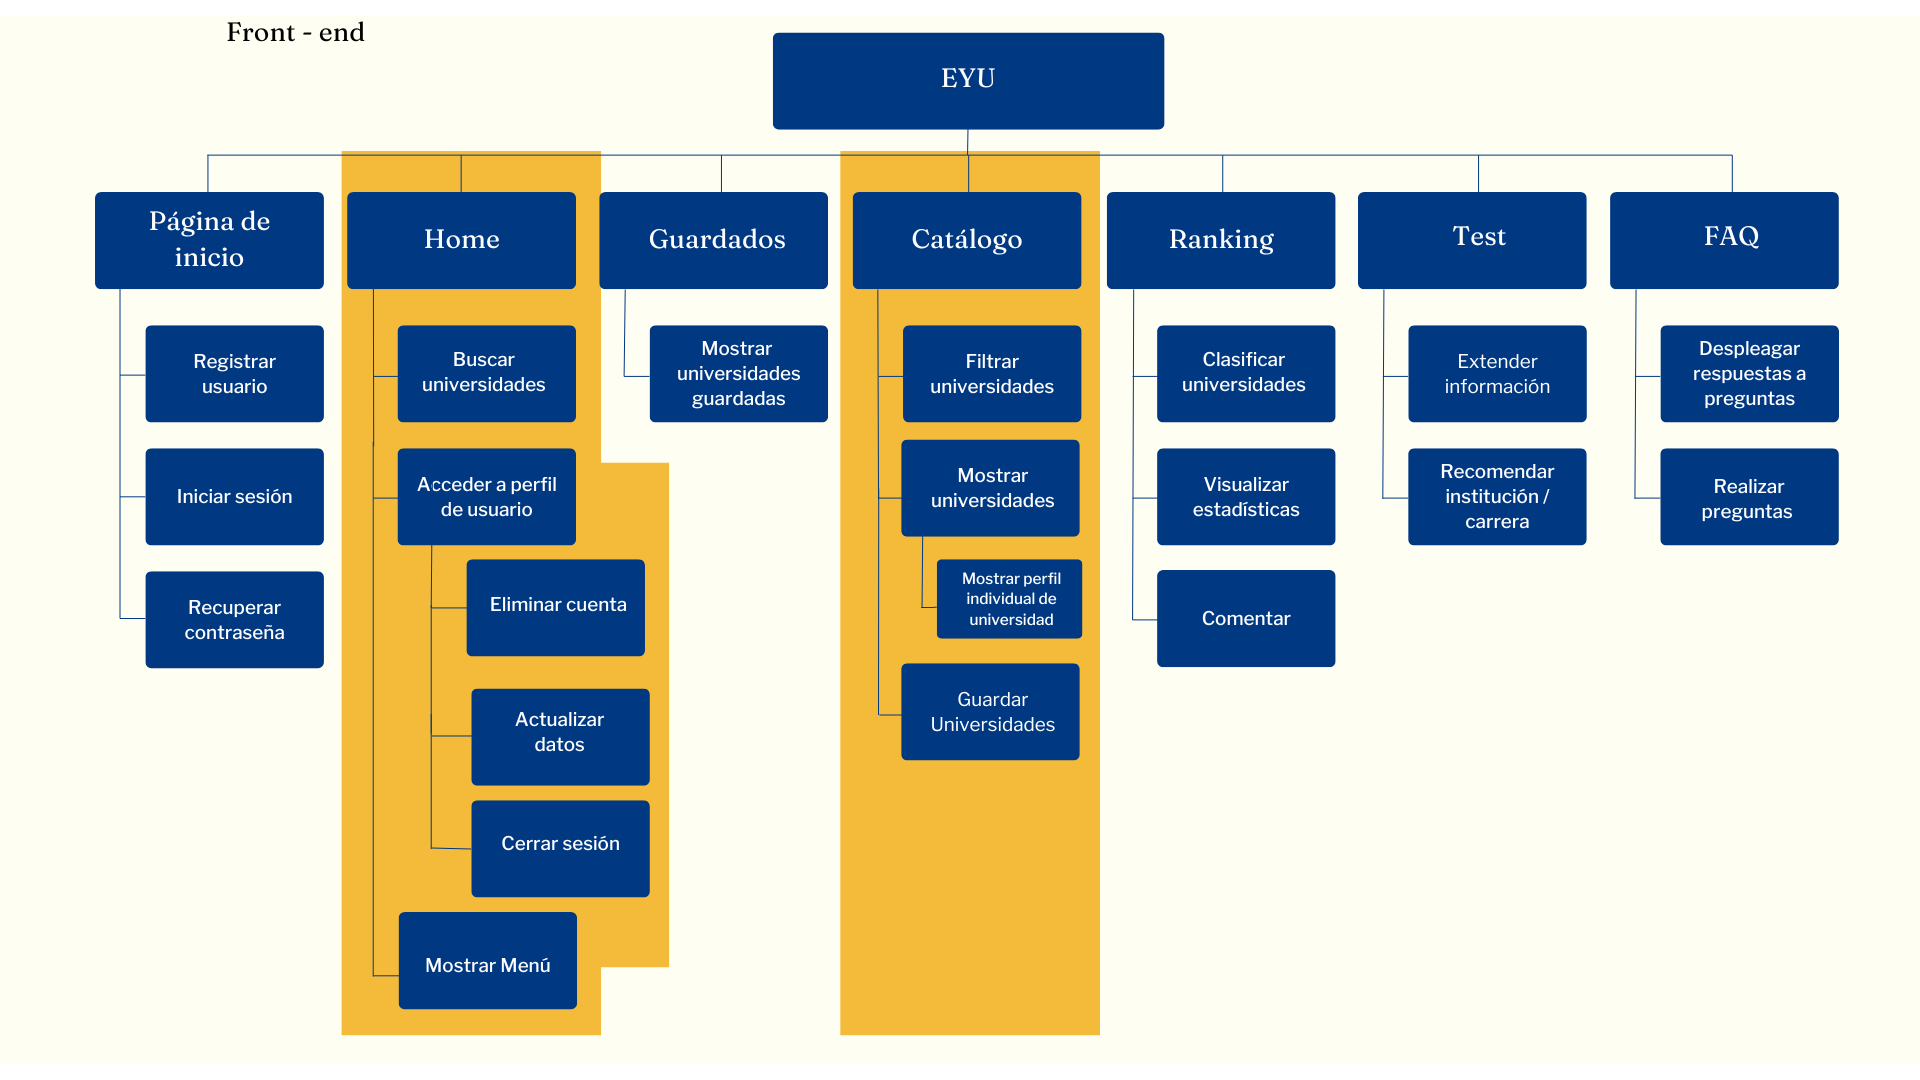 Front - end
EYU
Página de
inicio
Registrar
usuario
Iniciar sesión
Recuperar
contraseña
Home
Buscar
universidades
Acceder a perfil
de usuario
Eliminar cuenta
Actualizar
datos
Cerrar sesión
Mostrar Menú
Guardados
Mostrar
universidades
guardadas
Catálogo
Filtrar
universidades
Mostrar
universidades
Mostrar perfil
individual de
universidad
Guardar
Universidades
Ranking
Clasificar
universidades
Visualizar
estadísticas
Comentar
Test
Extender
información
Recomendar
institución /
carrera
FAQ
Despleagar
respuestas a
preguntas
Realizar
preguntas